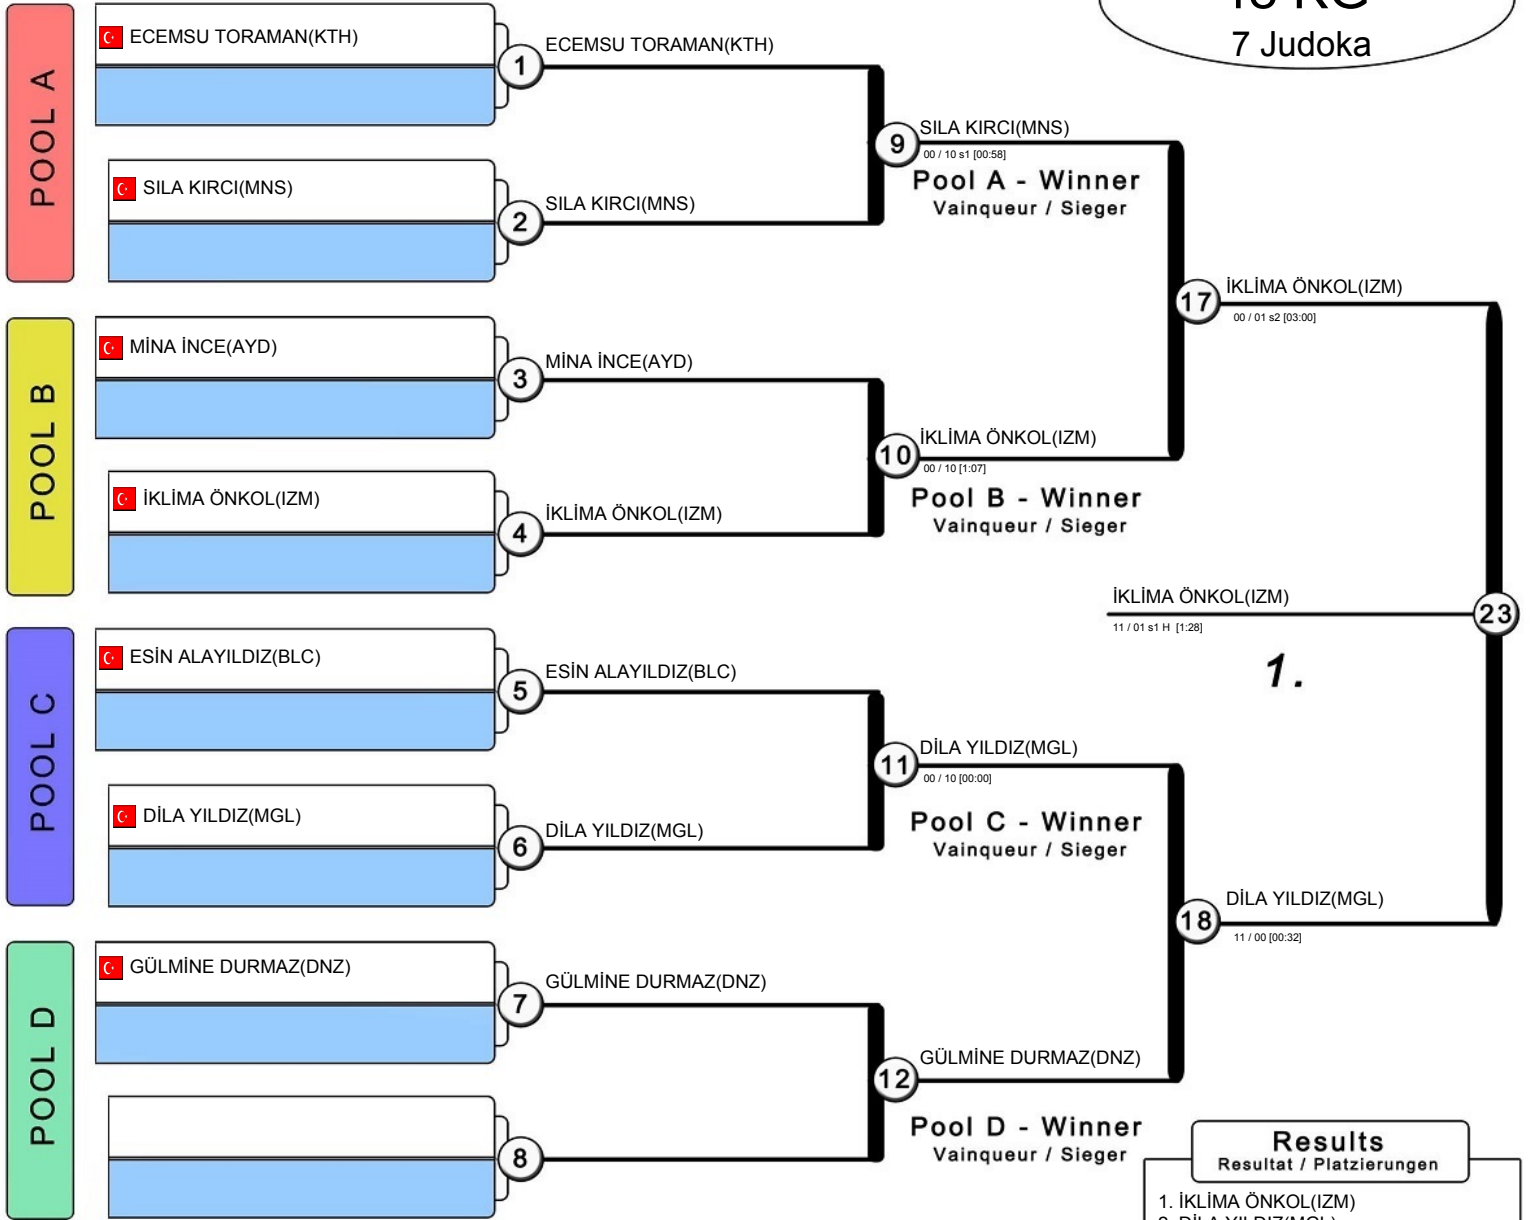 7 Judoka
POOL A
ECEMSU TORAMAN(KTH)
1
ECEMSU TORAMAN(KTH)
SILA KIRCI(MNS)
2
SILA KIRCI(MNS)
9
SILA KIRCI(MNS)
00 / 10 s1 [00:58]
Pool A - Winner
Vainqueur / Sieger
POOL B
MİNA İNCE(AYD)
3
MİNA İNCE(AYD)
İKLİMA ÖNKOL(IZM)
4
İKLİMA ÖNKOL(IZM)
10
İKLİMA ÖNKOL(IZM)
00 / 10 [1:07]
Pool B - Winner
Vainqueur / Sieger
17
İKLİMA ÖNKOL(IZM)
00 / 01 s2 [03:00]
İKLİMA ÖNKOL(IZM)
23
11 / 01 s1 H [1:28]
1.
POOL C
ESİN ALAYILDIZ(BLC)
5
ESİN ALAYILDIZ(BLC)
DİLA YILDIZ(MGL)
6
DİLA YILDIZ(MGL)
11
DİLA YILDIZ(MGL)
00 / 10 [00:00]
Pool C - Winner
Vainqueur / Sieger
18
DİLA YILDIZ(MGL)
11 / 00 [00:32]
POOL D
GÜLMİNE DURMAZ(DNZ)
7
GÜLMİNE DURMAZ(DNZ)
8
12
GÜLMİNE DURMAZ(DNZ)
Pool D - Winner
Vainqueur / Sieger
Results
Resultat / Platzierungen
1. İKLİMA ÖNKOL(IZM)